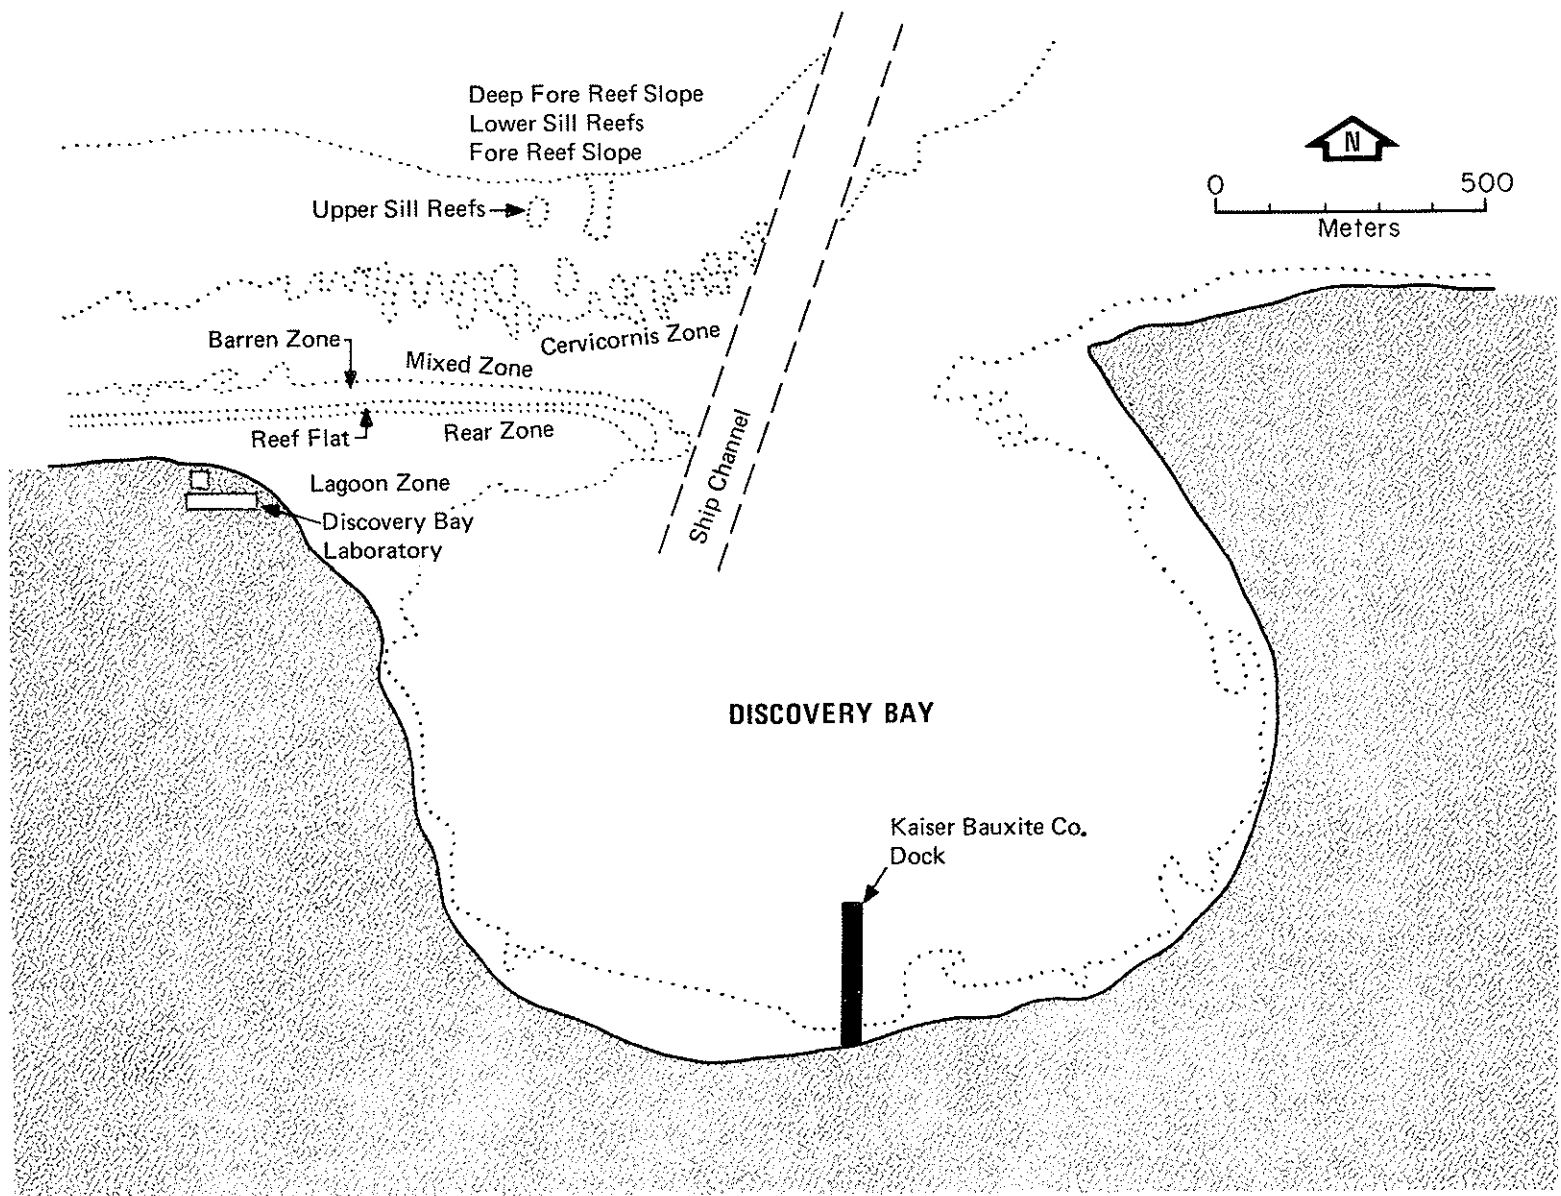 Deep Fore Reef Slope
Lower Sill Reefs
Fore Reef Slope
N
0 500
Meters
Upper Sill Reefs
Barren Zone
Mixed Zone
Cervicornis Zone
Reef Flat
Rear Zone
Ship Channel
Lagoon Zone
Discovery Bay
Laboratory
DISCOVERY BAY
Kaiser Bauxite Co.
Dock